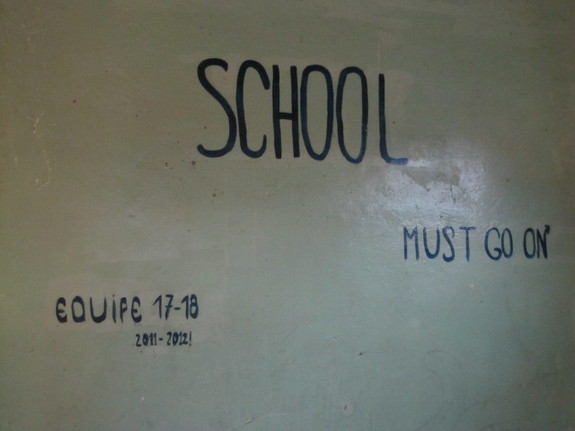 SCHOOL
MUST GO ON
EQUIPE 17-18
2011-2012!